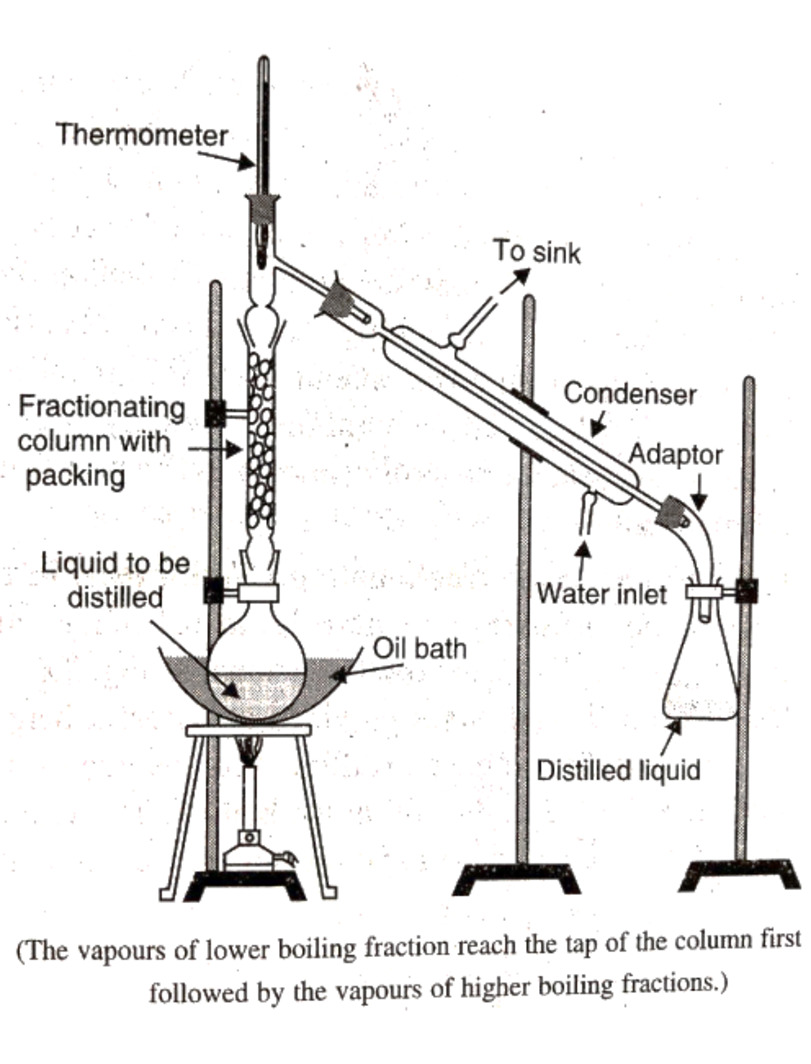 Thermometer
To sink
Condenser
Fractionating
column with
packing
Adaptor
Liquid to be
distilled
Water inlet
Oil bath
Distilled liquid
(The vapours of lower boiling fraction reach the tap of the column first
followed by the vapours of higher boiling fractions.)